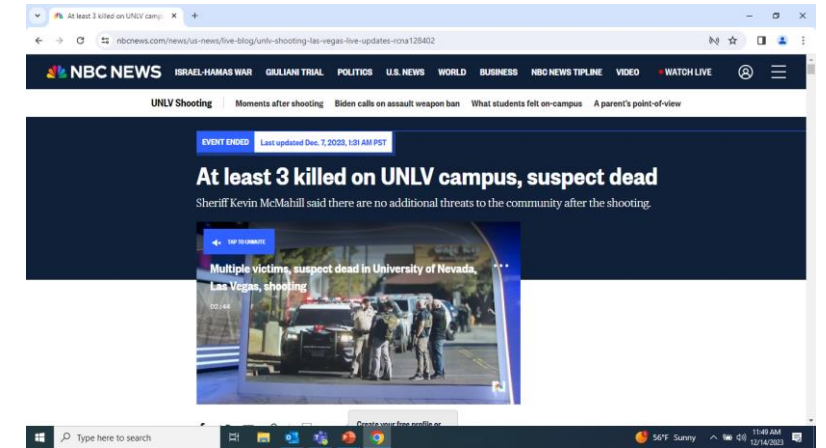 At least 3 killed on UNLV camp
nbcnews.com/news/us-news/live-blog/unlv-shooting-las-vegas-live-updates-rcna128402
NBC NEWS ISRAEL-HAMAS WAR GIULIANI TRIAL POLITICS U.S. NEWS WORLD BUSINESS NBC NEWS TIPLINE VIDEO WATCH LIVE
UNLV Shooting Moments after shooting Biden calls on assault weapon ban What students felt on-campus A parent's point-of-view
EVENT ENDED Last updated Dec. 7, 2023, 1:31 AM PST
At least 3 killed on UNLV campus, suspect dead
Sheriff Kevin McMahill said there are no additional threats to the community after the shooting.
TAP TO UNMUTE
Multiple victims, suspect dead in University of Nevada,
Las Vegas, shooting
02:44
Create your free profile or
Type here to search
56°F Sunny
11:49 AM
12/14/2023